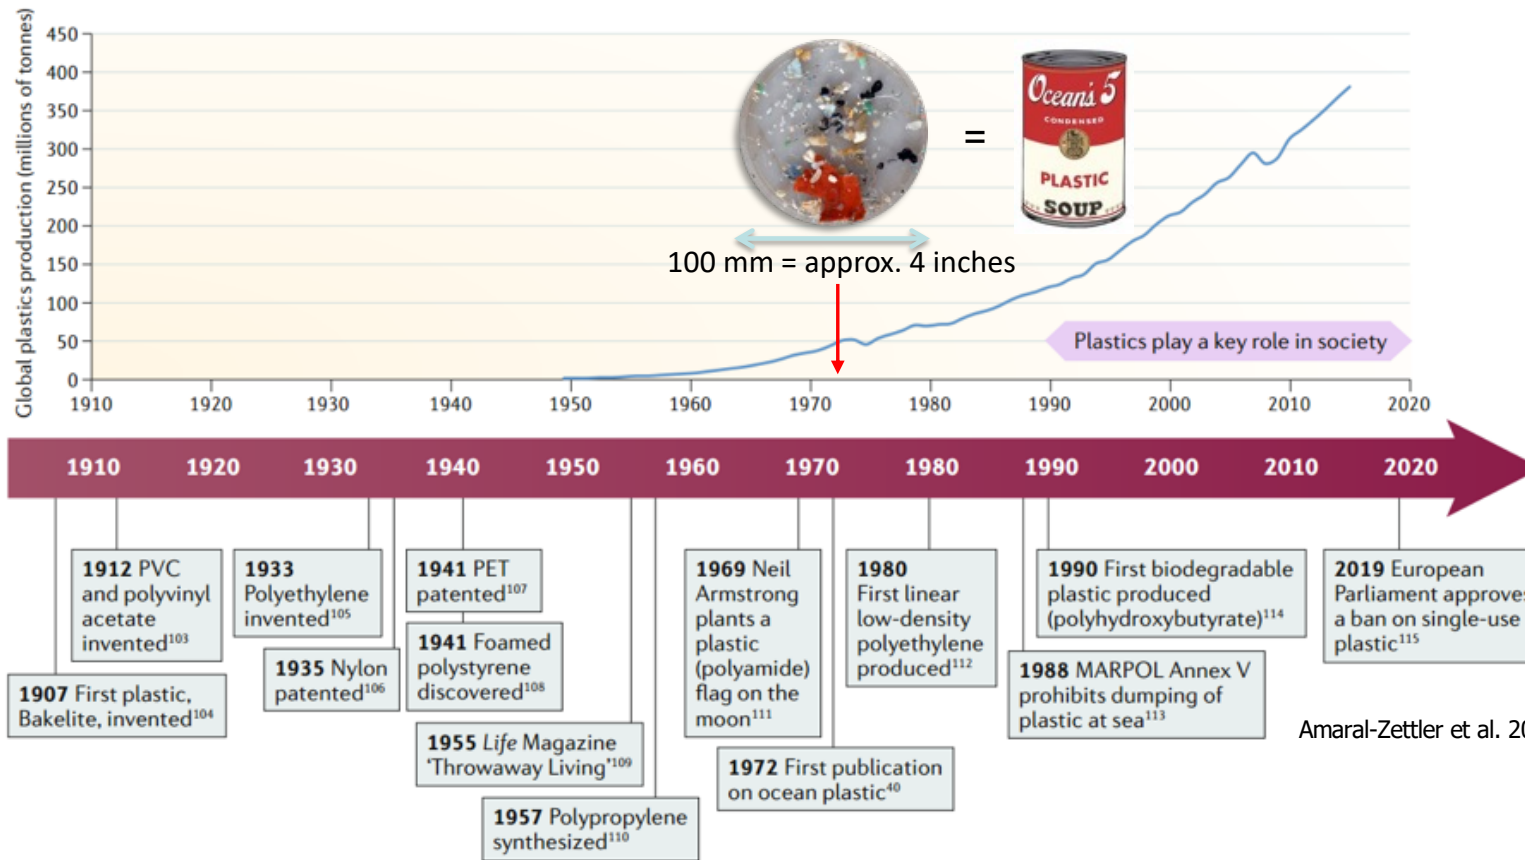 Global plastics production (millions of tonnes)
450
400
350
300
250
200
150
100
50
0
1910 1920 1930 1940 1950 1960 1970 1980 1990 2000 2010 2020
=
Oceans 5
CONDENSED
PLASTIC
SOUP
100 mm = approx. 4 inches
Plastics play a key role in society
1910 1920 1930 1940 1950 1960 1970 1980 1990 2000 2010 2020
1907 First plastic,
Bakelite, invented104
1912 PVC
and polyvinyl
acetate
invented103
1933
Polyethylene
invented105
1935 Nylon
patented106
1941 PET
patented107
1941 Foamed
polystyrene
discovered108
1955 Life Magazine
‘Throwaway Living’109
1957 Polypropylene
synthesized110
1969 Neil
Armstrong
plants a
plastic
(polyamide)
flag on the
moon111
1972 First publication
on ocean plastic40
1980
First linear
low-density
polyethylene
produced112
1988 MARPOL Annex V
prohibits dumping of
plastic at sea113
1990 First biodegradable
plastic produced
(polyhydroxybutyrate)114
2019 European
Parliament approves
a ban on single-use
plastic115
Amaral-Zettler et al. 20